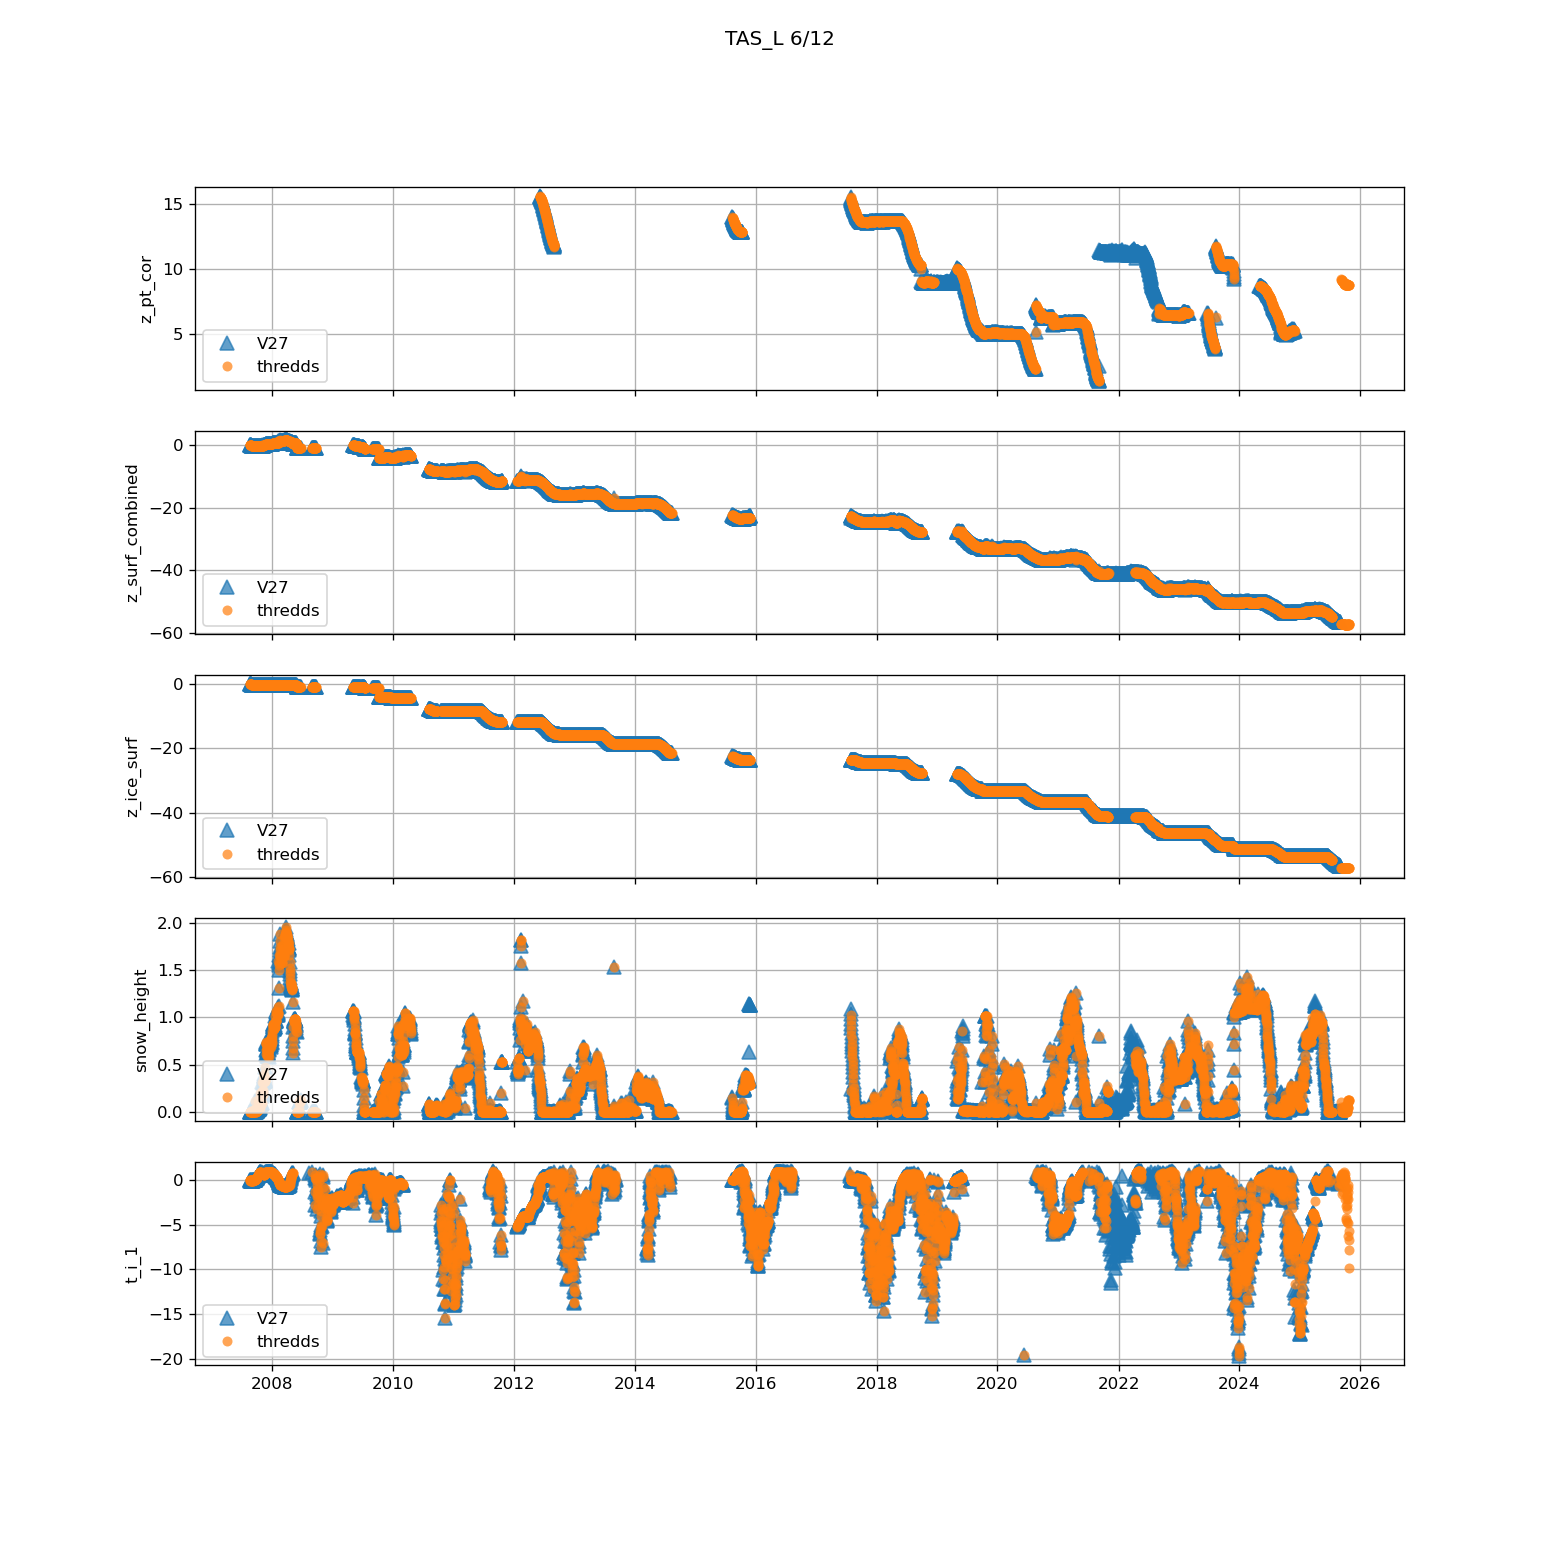 TAS_L 6/12
z_pt_cor
15
10
5
V27
thredds
z_surf_combined
0
−20
−40
−60
V27
thredds
z_ice_surf
0
−20
−40
−60
V27
thredds
snow_height
2.0
1.5
1.0
0.5
0.0
V27
thredds
t_i_1
0
−5
−10
−15
−20
V27
thredds
2008 2010 2012 2014 2016 2018 2020 2022 2024 2026